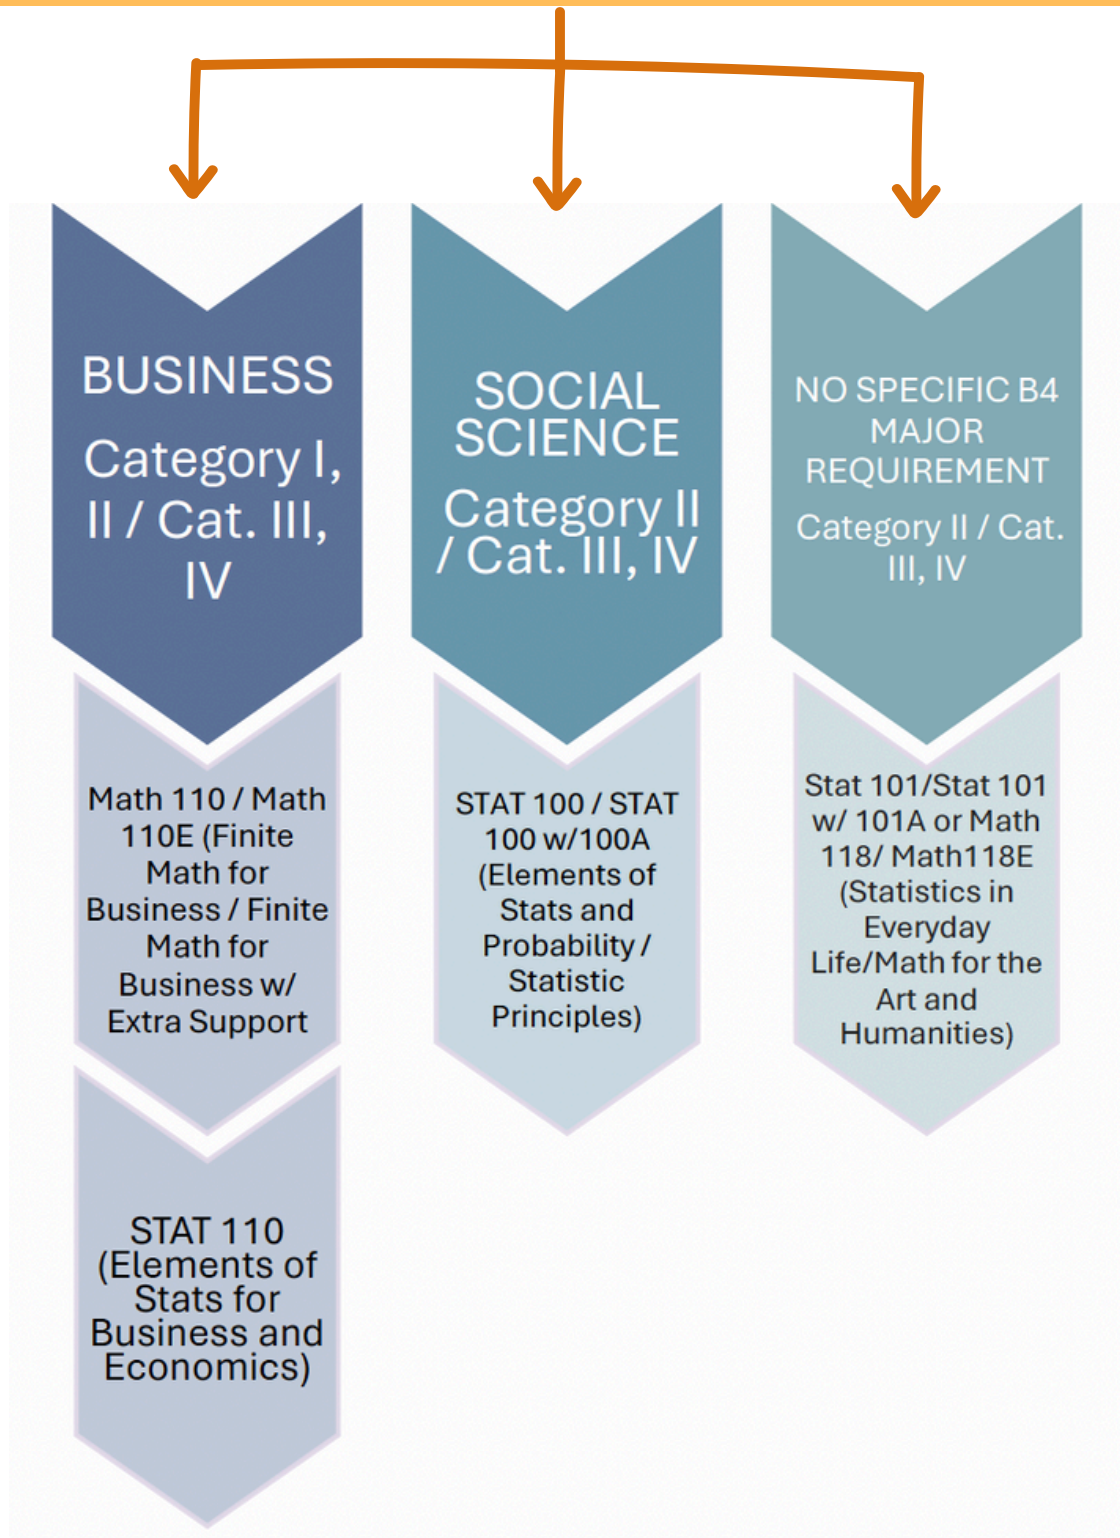 BUSINESS
Category I,
II / Cat. III,
IV
Math 110 / Math
110E (Finite
Math for
Business / Finite
Math for
Business w/
Extra Support
STAT 110
(Elements of
Stats for
Business and
Economics)
SOCIAL
SCIENCE
Category II
/ Cat. III, IV
STAT 100 / STAT
100 w/100A
(Elements of
Stats and
Probability /
Statistic
Principles)
NO SPECIFIC B4
MAJOR
REQUIREMENT
Category II / Cat.
III, IV
Stat 101/Stat 101
w/ 101A or Math
118/ Math118E
(Statistics in
Everyday
Life/Math for the
Art and
Humanities)